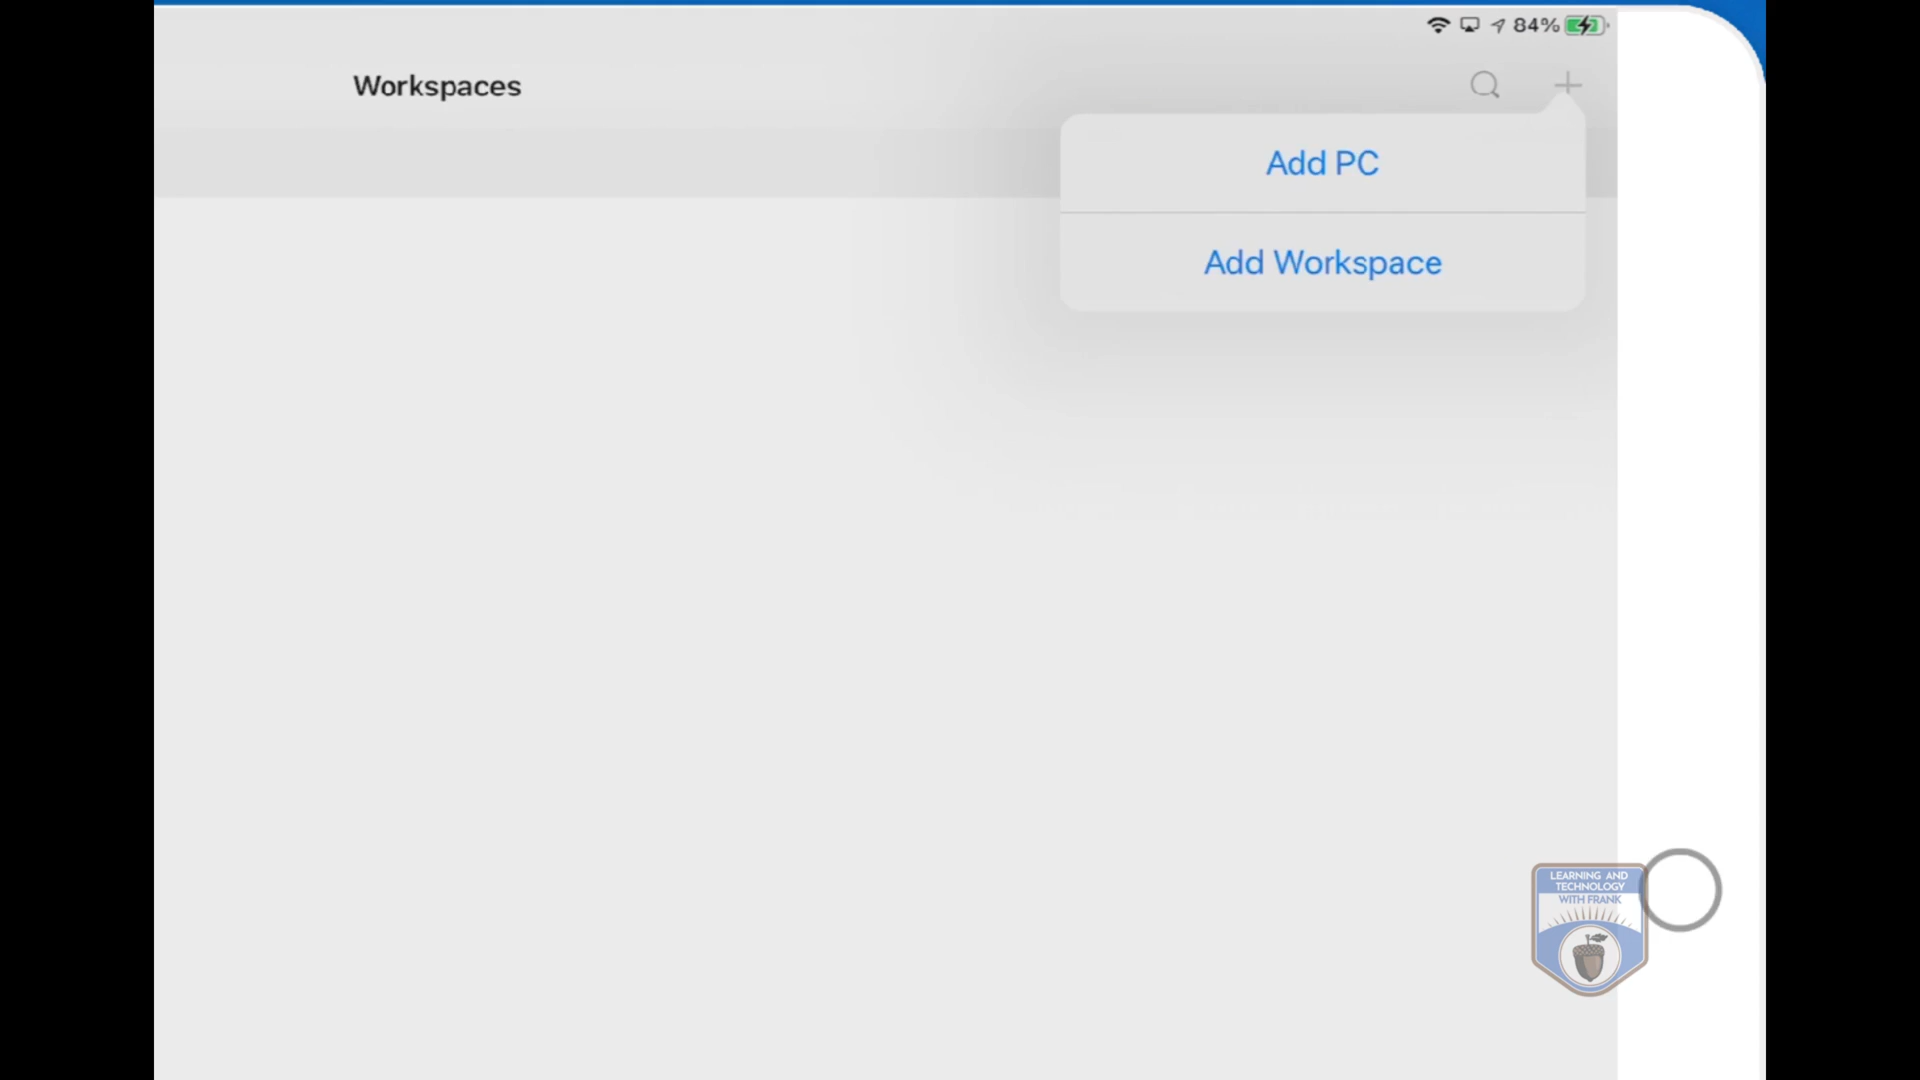 84%
Workspaces
Add PC
Add Workspace
LEARNING AND
TECHNOLOGY
WITH FRANK